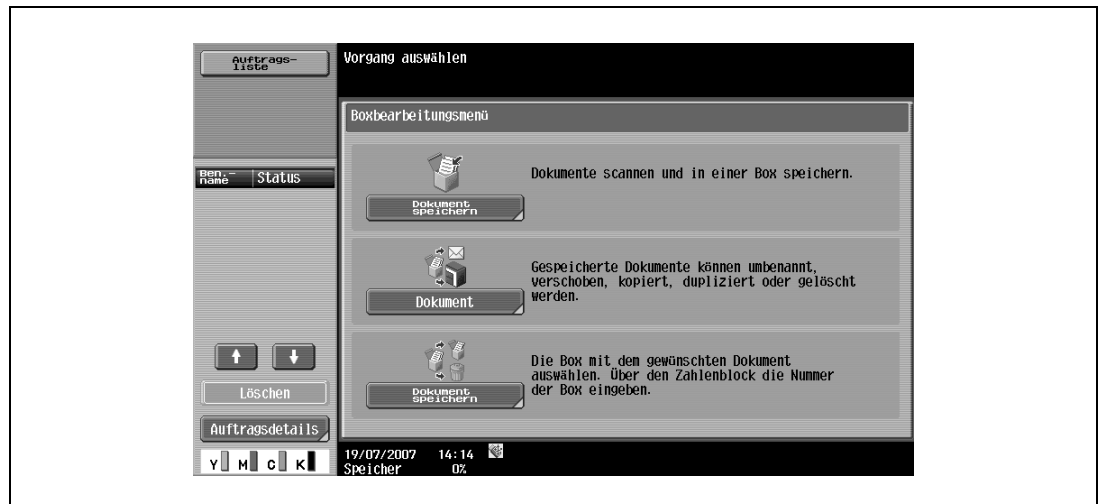 Auftrags-
liste
Vorgang auswählen
Boxbearbeitungsmenü
Ben.-
name
Status
Dokumente scannen und in einer Box speichern.
Dokument
speichern
Gespeicherte Dokumente können umbenannt,
verschoben, kopiert, dupliziert oder gelöscht
werden.
Dokument
Die Box mit dem gewünschten Dokument
auswählen. Über den Zahlenblock die Nummer
der Box eingeben.
Dokument
speichern
Löschen
Auftragsdetails
Y M C K
19/07/2007 14:14
Speicher 0%